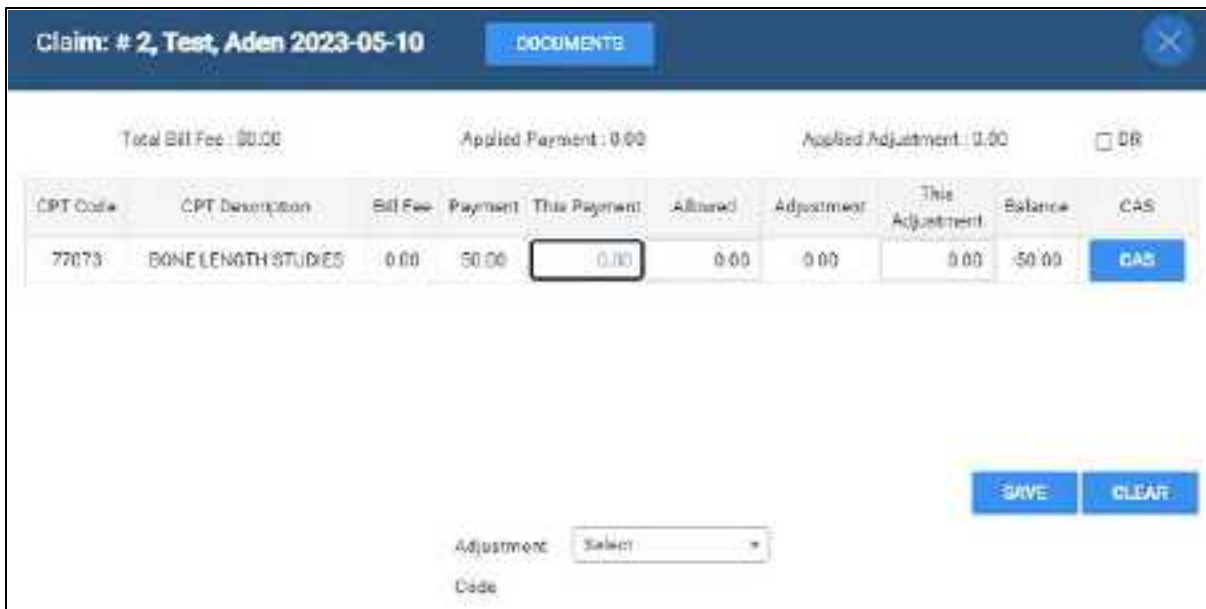 Claim: # 2, Test, Aden 2023-05-10 DOCUMENTS
Total Bill Fee : $0.00 Applied Payment : 0.00 Applied Adjustment : 0.00 DR
CPT Code CPT Description Bill Fee Payment This Payment Allowed Adjustment This Adjustment Balance CAS
77073 BONE LENGTH STUDIES 0.00 50.00 0.00 0.00 0.00 0.00 -50.00 CAS
SAVE CLEAR
Adjustment Select
Code